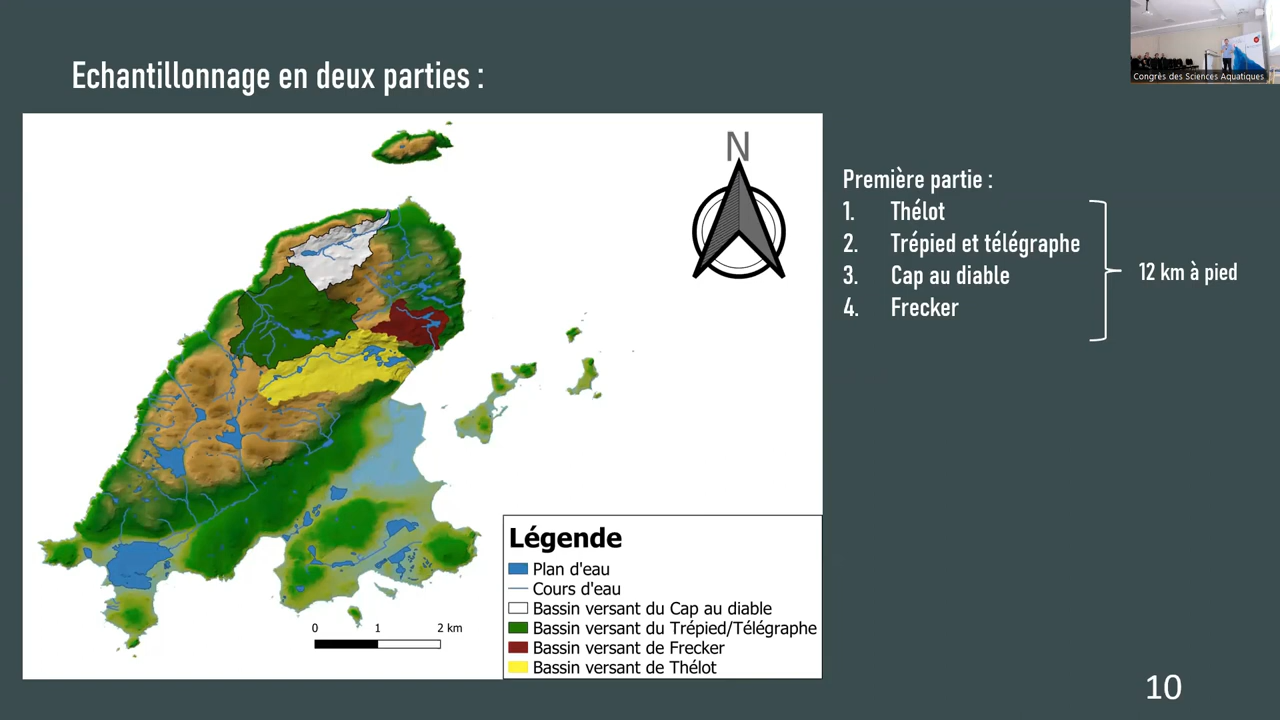 Echantillonnage en deux parties :
Congrès des Sciences Aquatiques
N
Première partie :
1. Thélot
2. Trépied et télégraphe
3. Cap au diable
4. Frecker
12 km à pied
Légende
Plan d'eau
Cours d'eau
Bassin versant du Cap au diable
Bassin versant du Trépied/Télégraphe
Bassin versant de Frecker
Bassin versant de Thélot
0 1 2 km
10